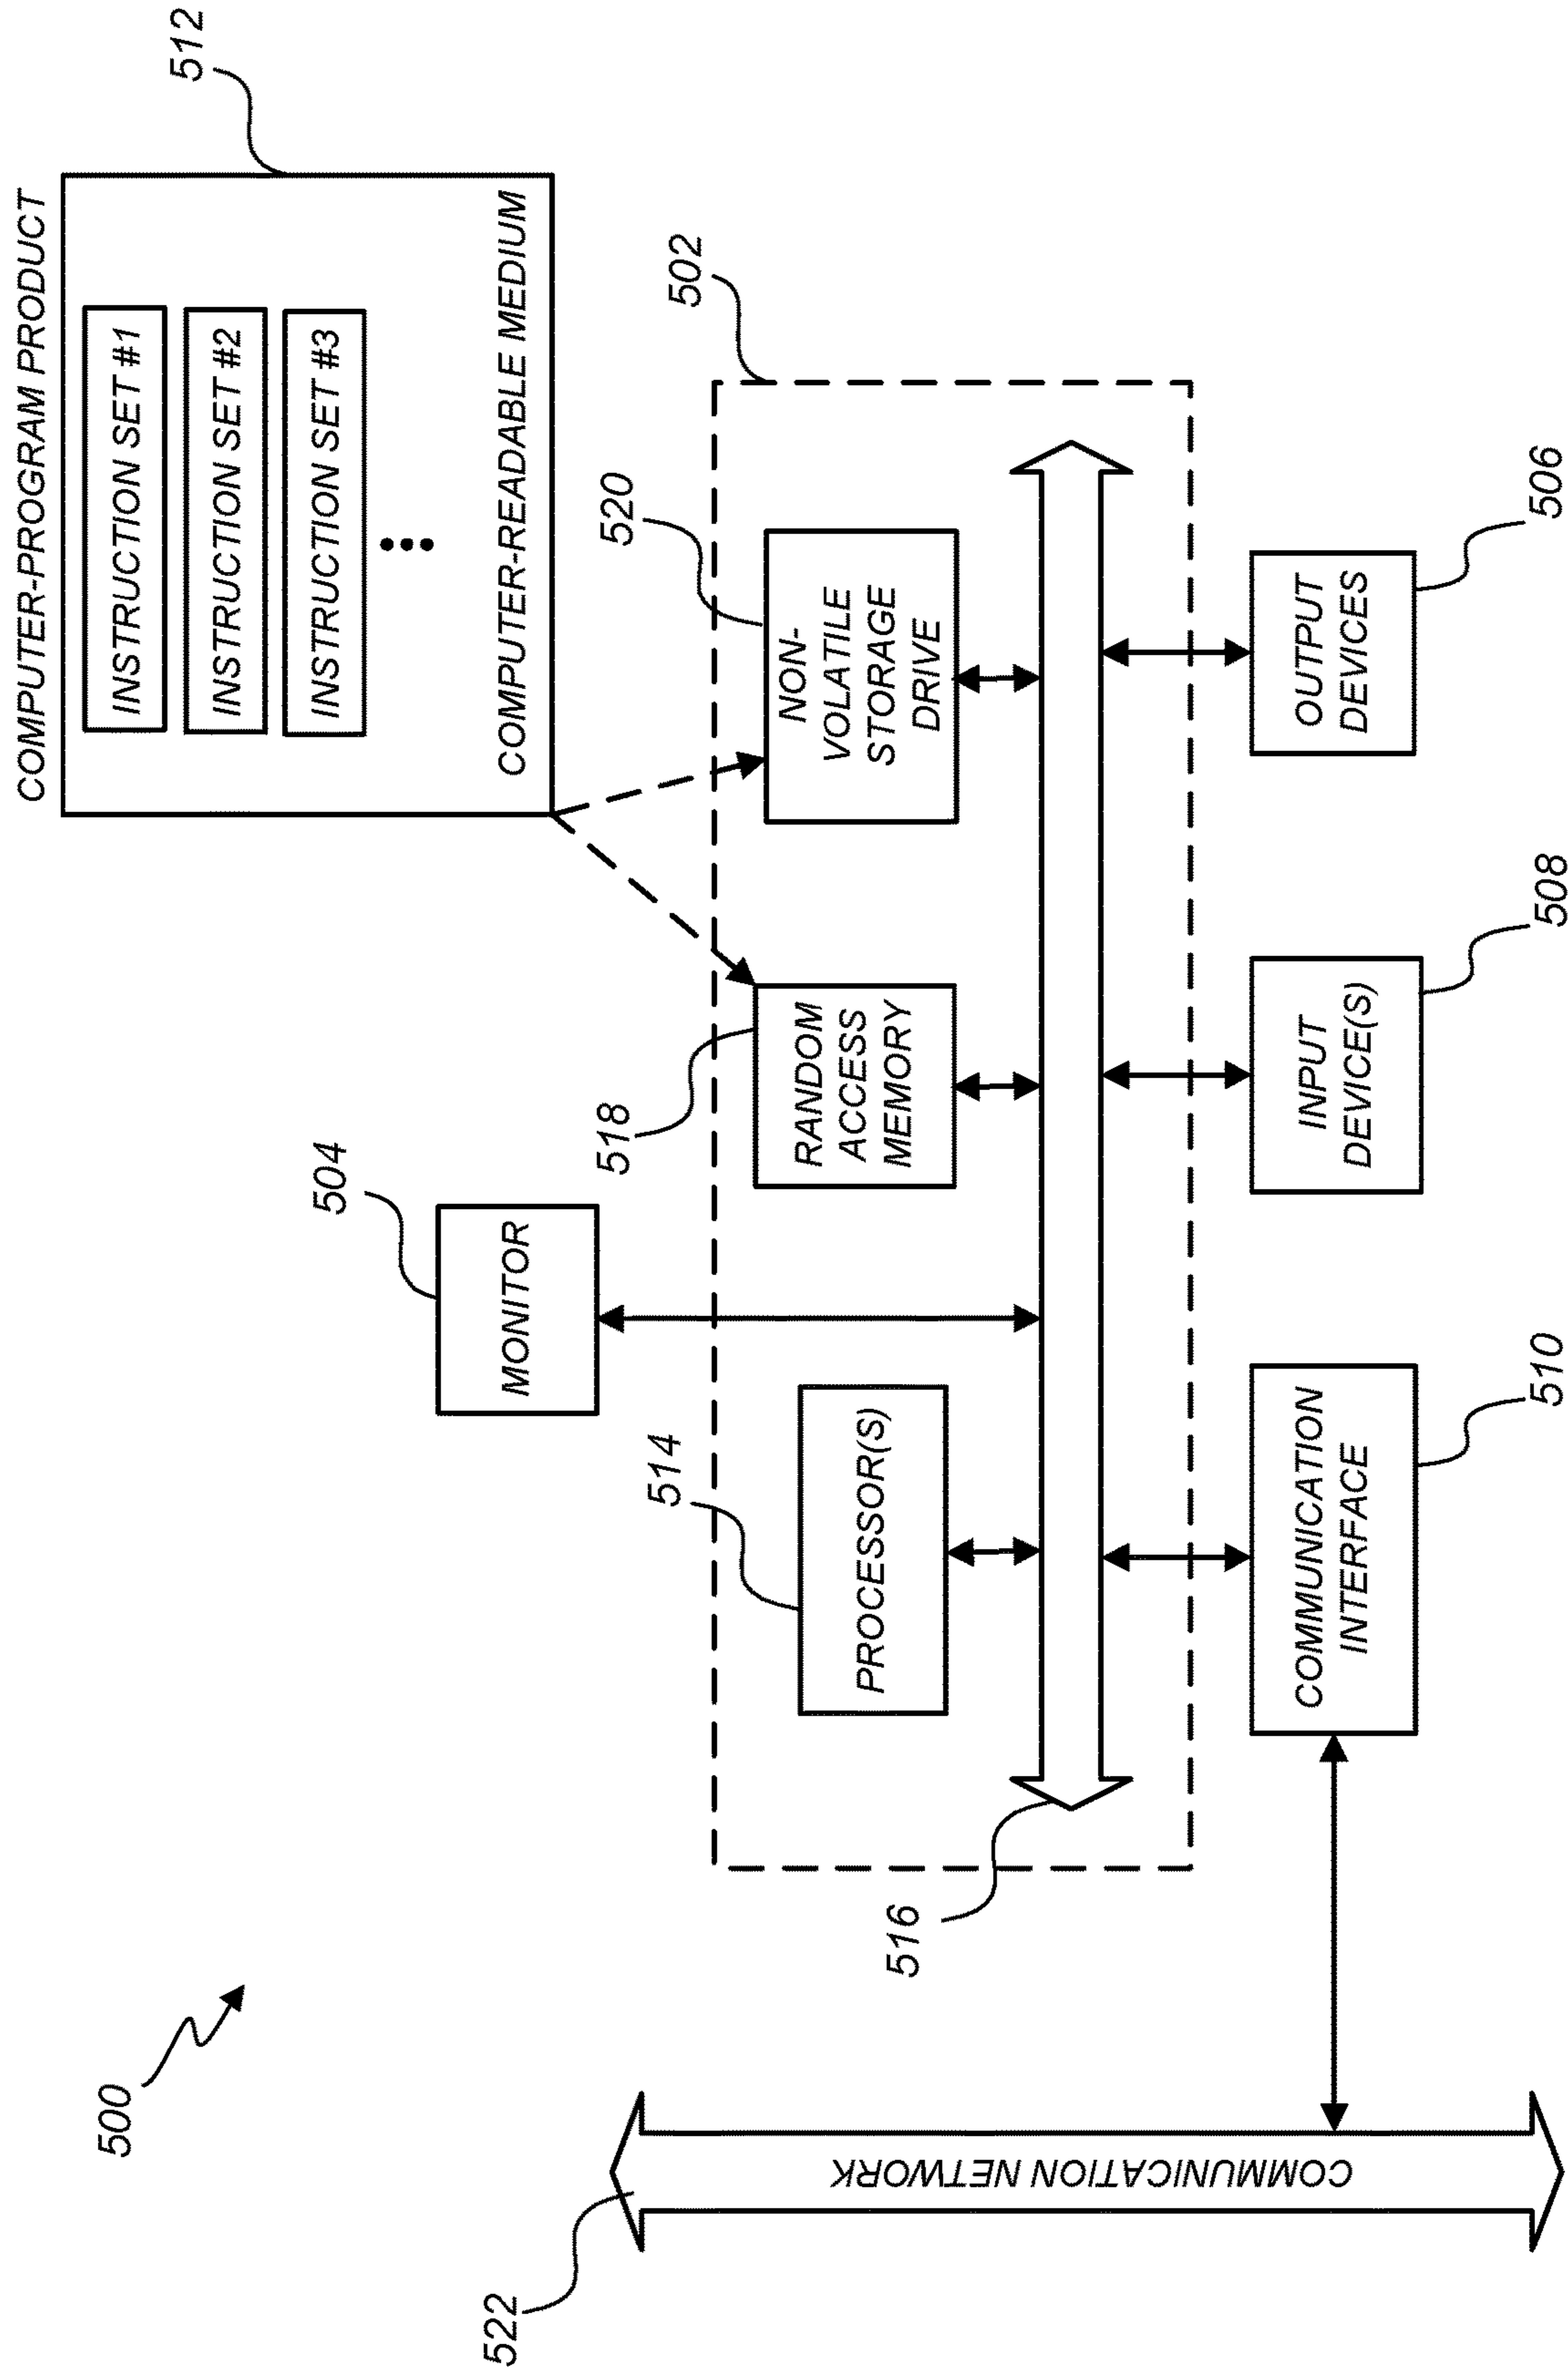 500
COMPUTER-PROGRAM PRODUCT
INSTRUCTION SET #1
INSTRUCTION SET #2
INSTRUCTION SET #3
COMPUTER-READABLE MEDIUM
512
504
MONITOR
502
518
520
514
PROCESSOR(S)
RANDOM
ACCESS
MEMORY
NON-
VOLATILE
STORAGE
DRIVE
516
522
COMMUNICATION NETWORK
COMMUNICATION
INTERFACE
510
INPUT
DEVICE(S)
508
OUTPUT
DEVICES
506